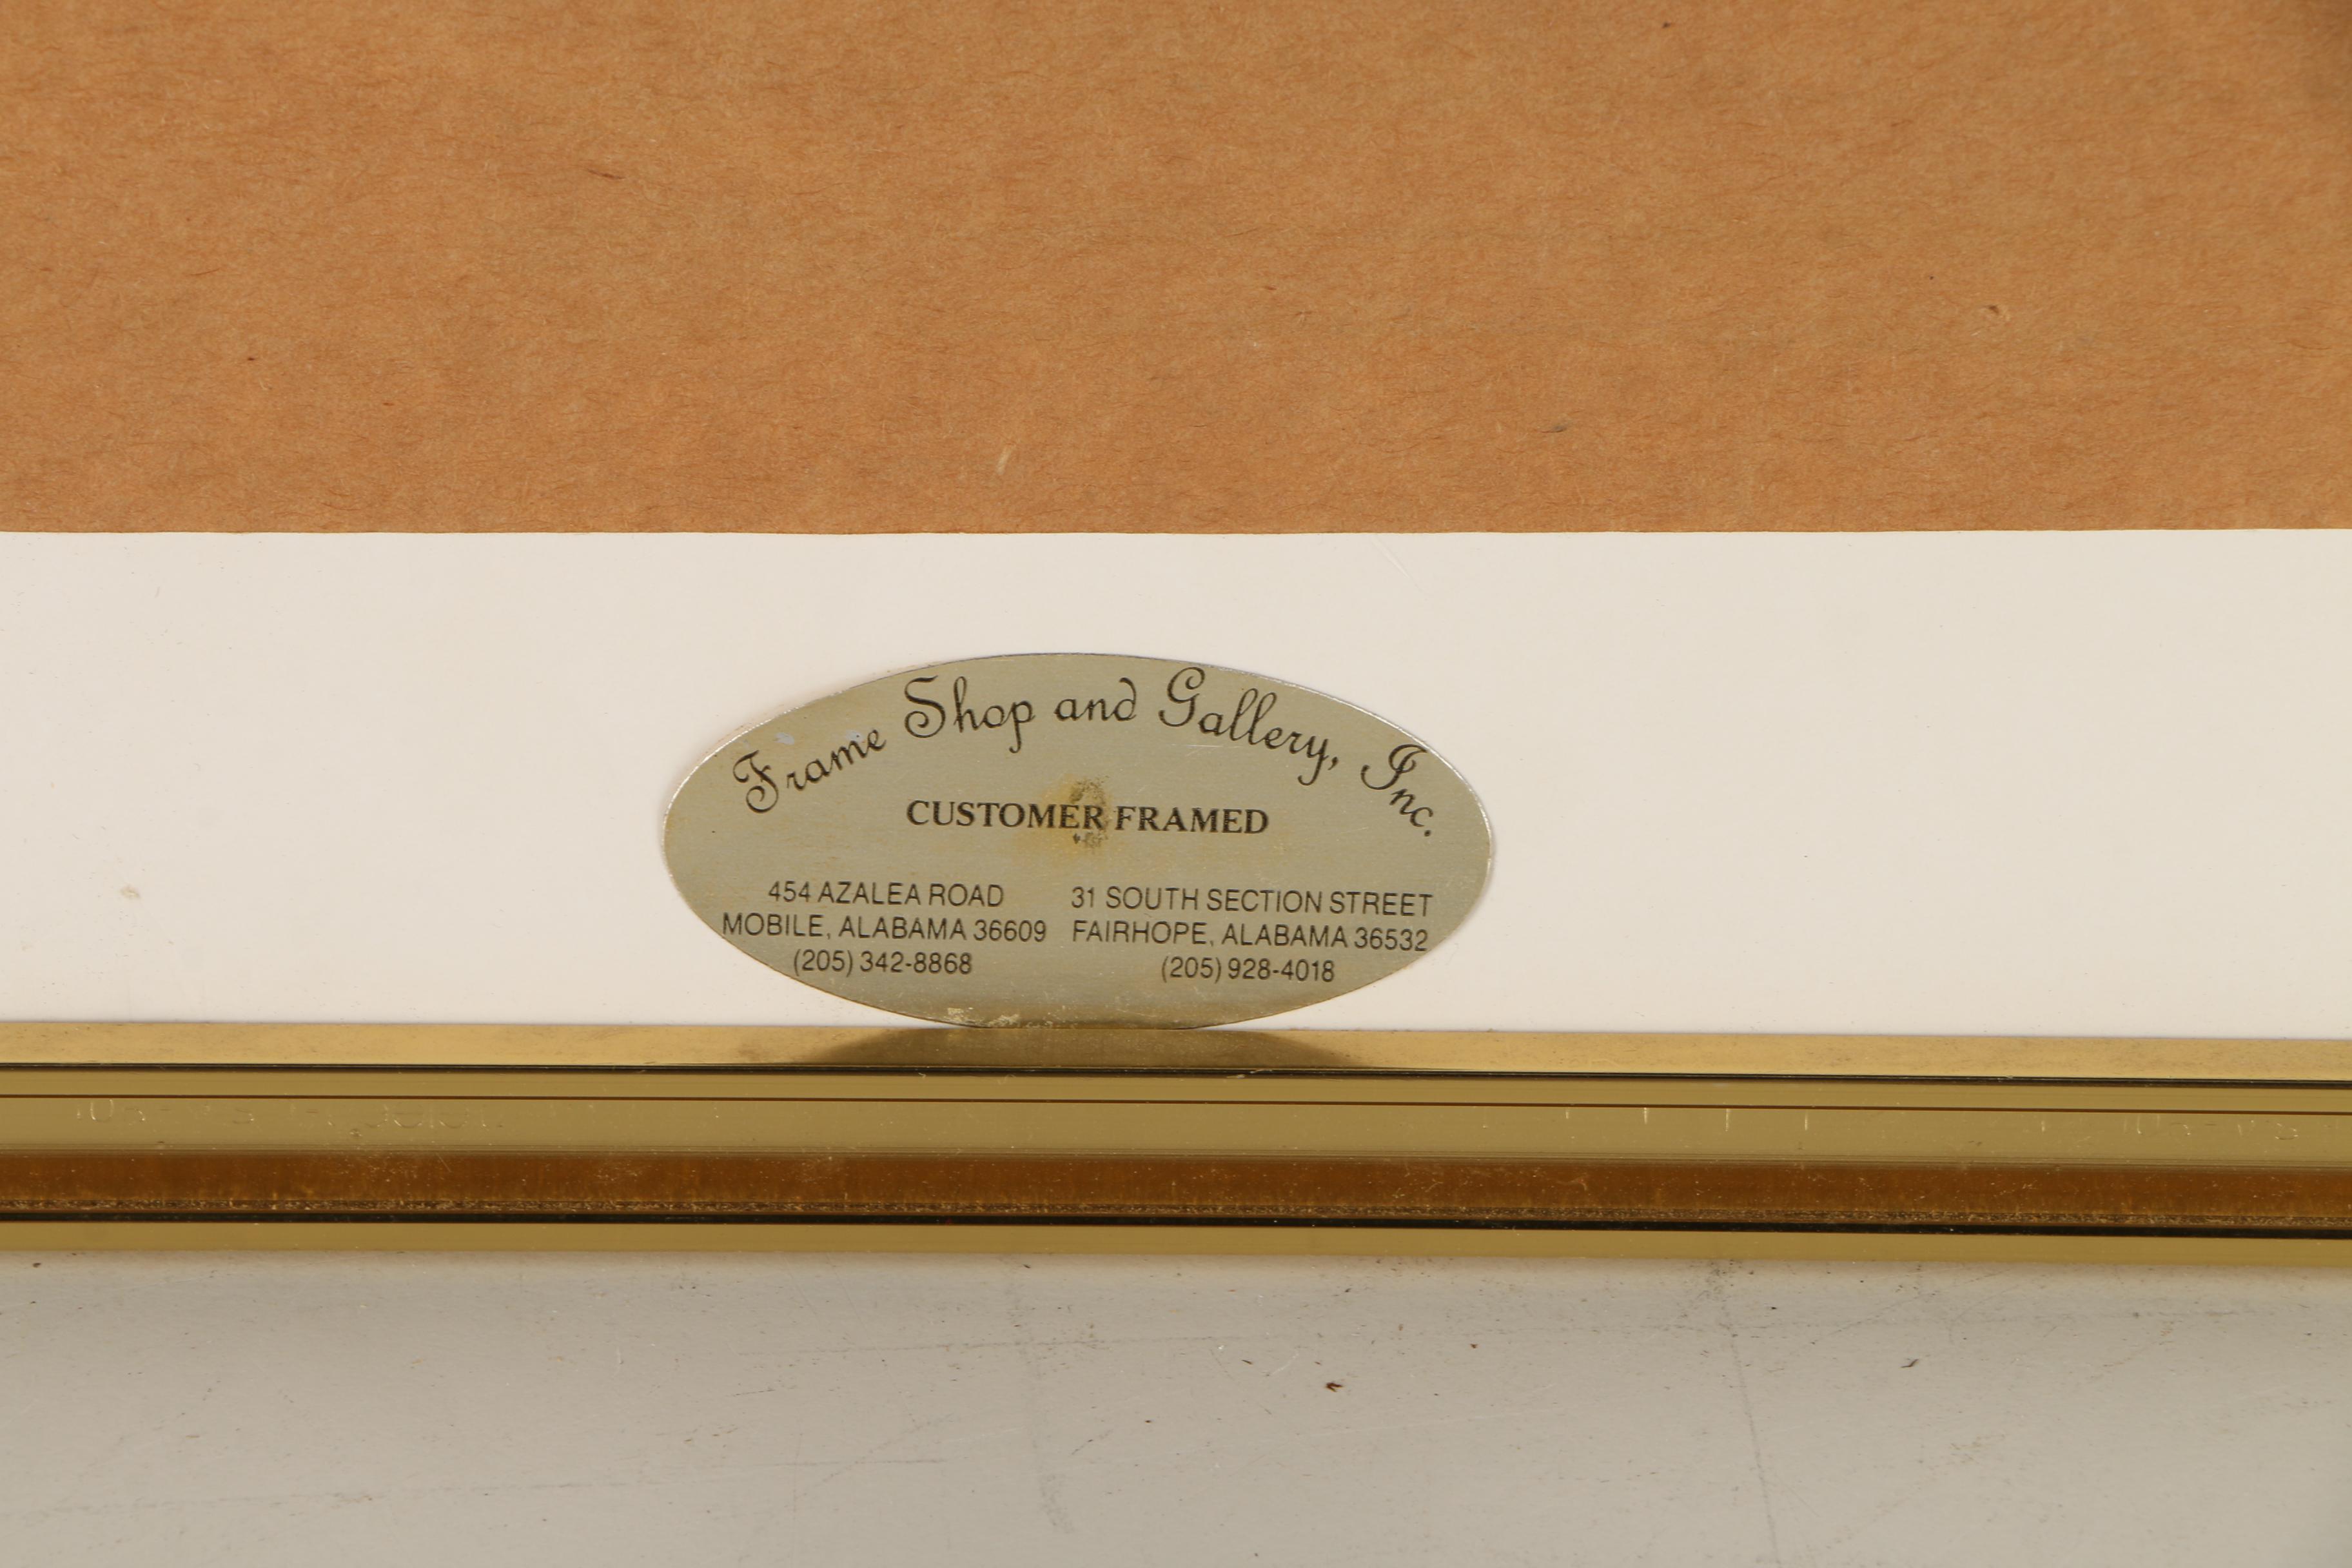 Frame Shop and Gallery, Inc.
CUSTOMER FRAMED
454 AZALEA ROAD
MOBILE, ALABAMA 36609
(205) 342-8868
31 SOUTH SECTION STREET
FAIRHOPE, ALABAMA 36532
(205) 928-4018